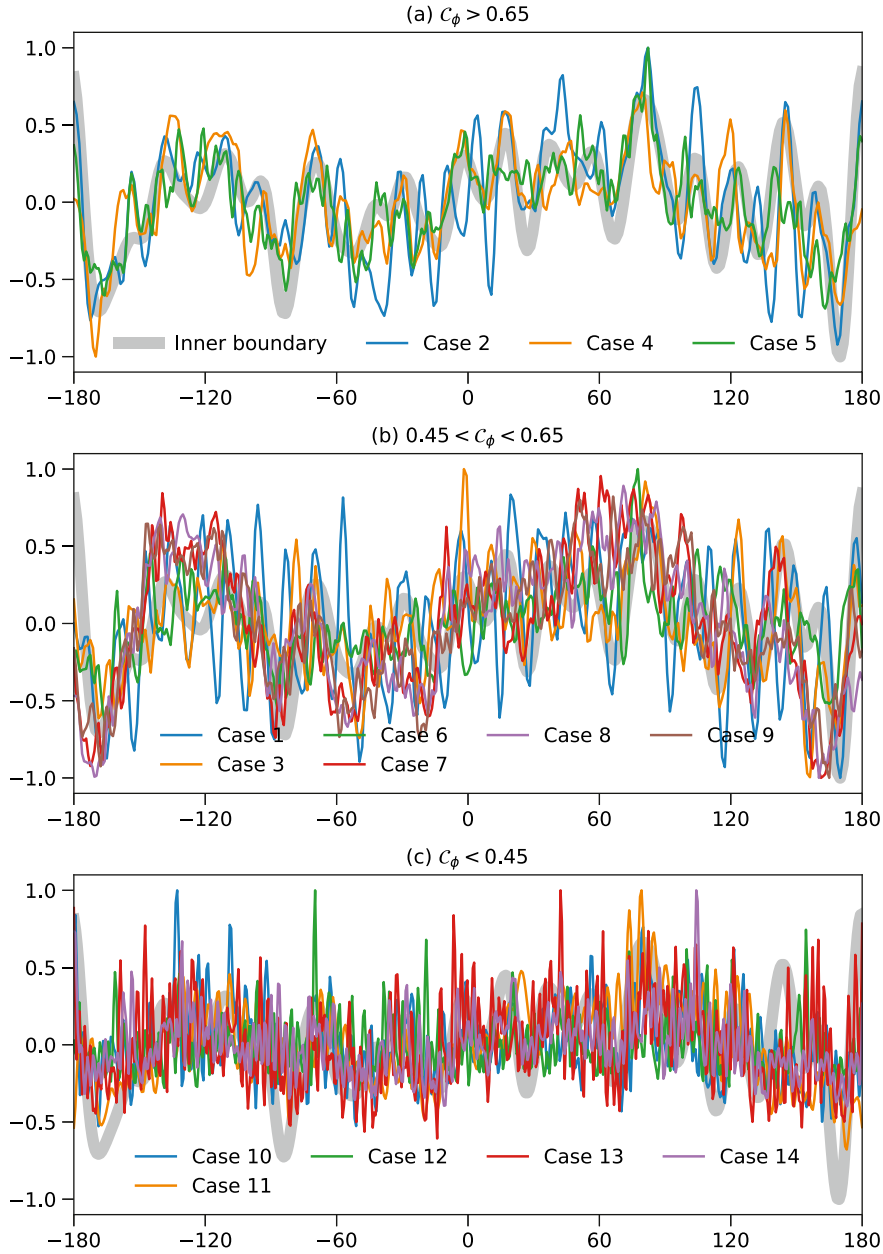 (a) 𝒞ϕ > 0.65
1.0
0.5
0.0
−0.5
−1.0
Inner boundary Case 2 Case 4 Case 5
−180 −120 −60 0 60 120 180
(b) 0.45 < 𝒞ϕ < 0.65
1.0
0.5
0.0
−0.5
−1.0
Case 1 Case 6 Case 8 Case 9
Case 3 Case 7
−180 −120 −60 0 60 120 180
(c) 𝒞ϕ < 0.45
1.0
0.5
0.0
−0.5
−1.0
Case 10 Case 12 Case 13 Case 14
Case 11
−180 −120 −60 0 60 120 180